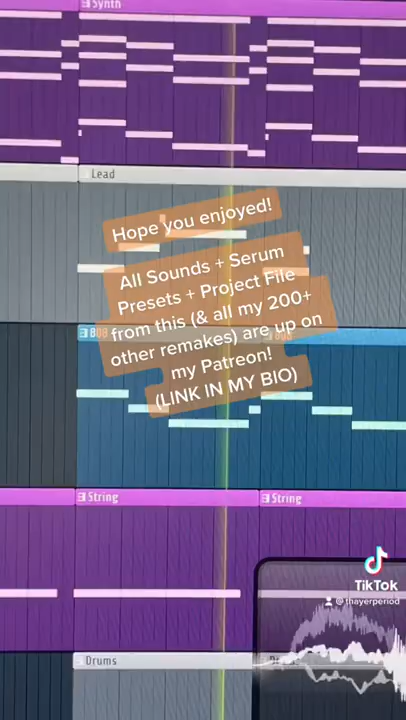 Synth
Lead
Hope you enjoyed!
All Sounds + Serum
Presets + Project File
from this (& all my 200+
other remakes) are up on
my Patreon!
(LINK IN MY BIO)
808
808
String
String
TikTok
@thayerperiod
Drums